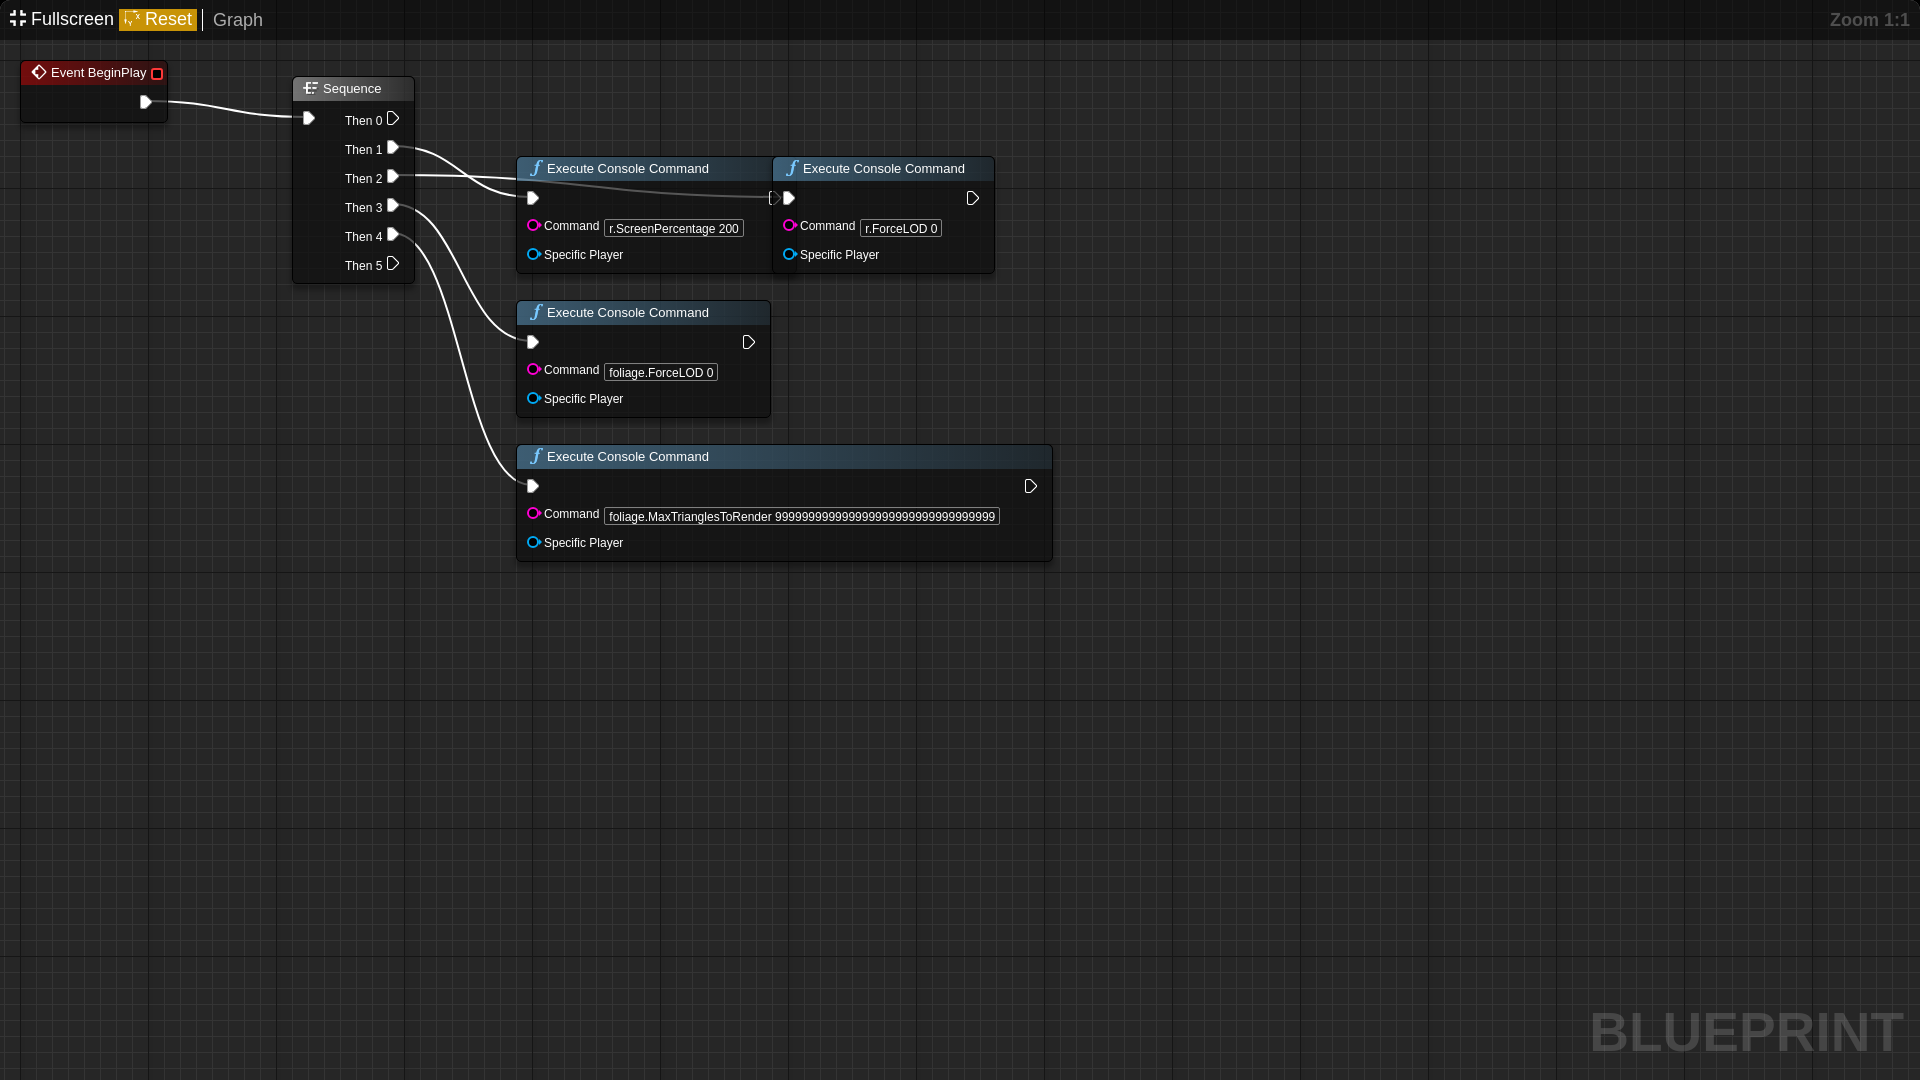 Fullscreen Reset Graph
Zoom 1:1
Event BeginPlay
Sequence
Then 0
Then 1
Then 2
Then 3
Then 4
Then 5
Execute Console Command
Command r.ScreenPercentage 200
Specific Player
Execute Console Command
Command r.ForceLOD 0
Specific Player
Execute Console Command
Command foliage.ForceLOD 0
Specific Player
Execute Console Command
Command foliage.MaxTrianglesToRender 999999999999999999999999999999999
Specific Player
BLUEPRINT